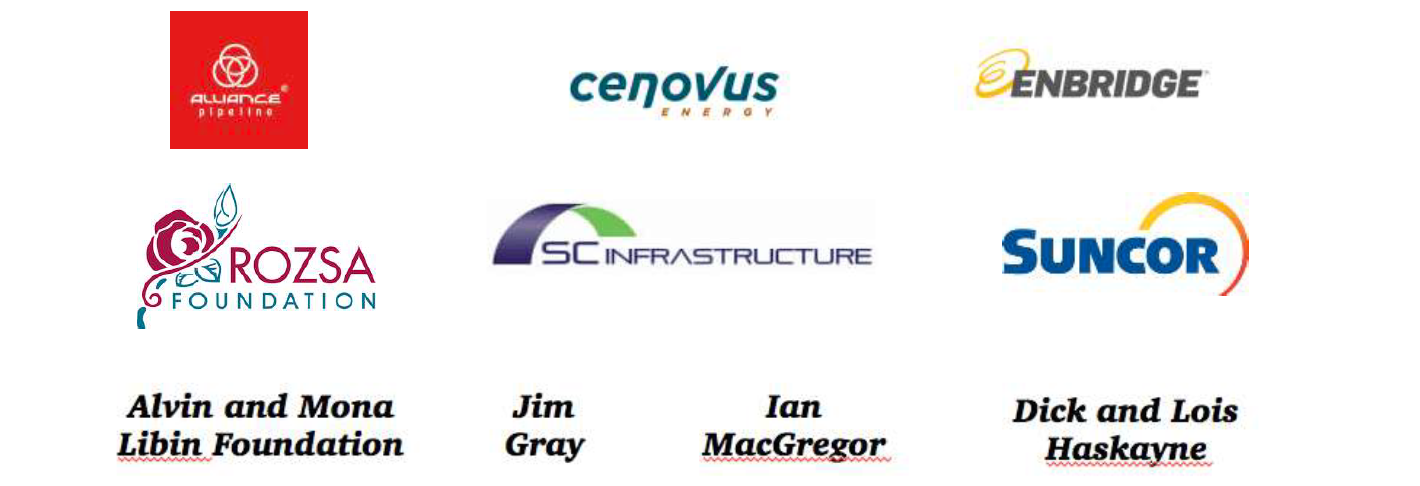 ALLIANCE®
pipeline
cenovus
ENERGY
ENBRIDGE™
ROZSA
FOUNDATION
SC INFRASTRUCTURE
SUNCOR
Alvin and Mona
Libin Foundation
Jim
Gray
Ian
MacGregor
Dick and Lois
Haskayne